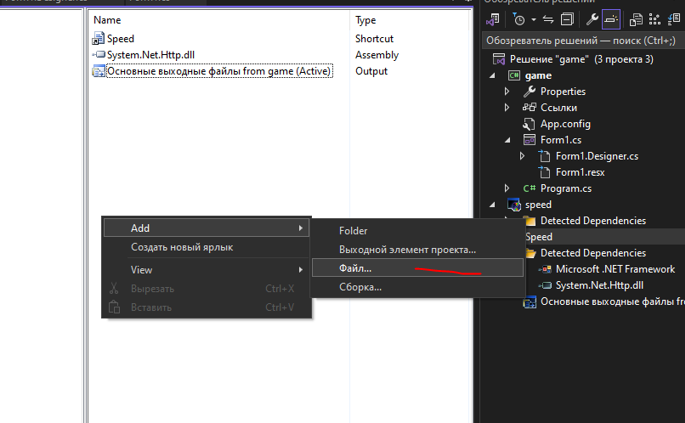 Обозреватель решений
Name Type
Speed Shortcut
System.Net.Http.dll Assembly
Основные выходные файлы from game (Active) Output
Add
Создать новый ярлык
View
Вырезать Ctrl+X
Вставить Ctrl+V
Folder
Выходной элемент проекта...
Файл...
Сборка...
Обозреватель решений — поиск (Ctrl+;)
Решение "game" (3 проекта 3)
game
Properties
Ссылки
App.config
Form1.cs
Form1.Designer.cs
Form1.resx
Program.cs
speed
Detected Dependencies
Speed
Detected Dependencies
Microsoft .NET Framework
System.Net.Http.dll
Основные выходные файлы